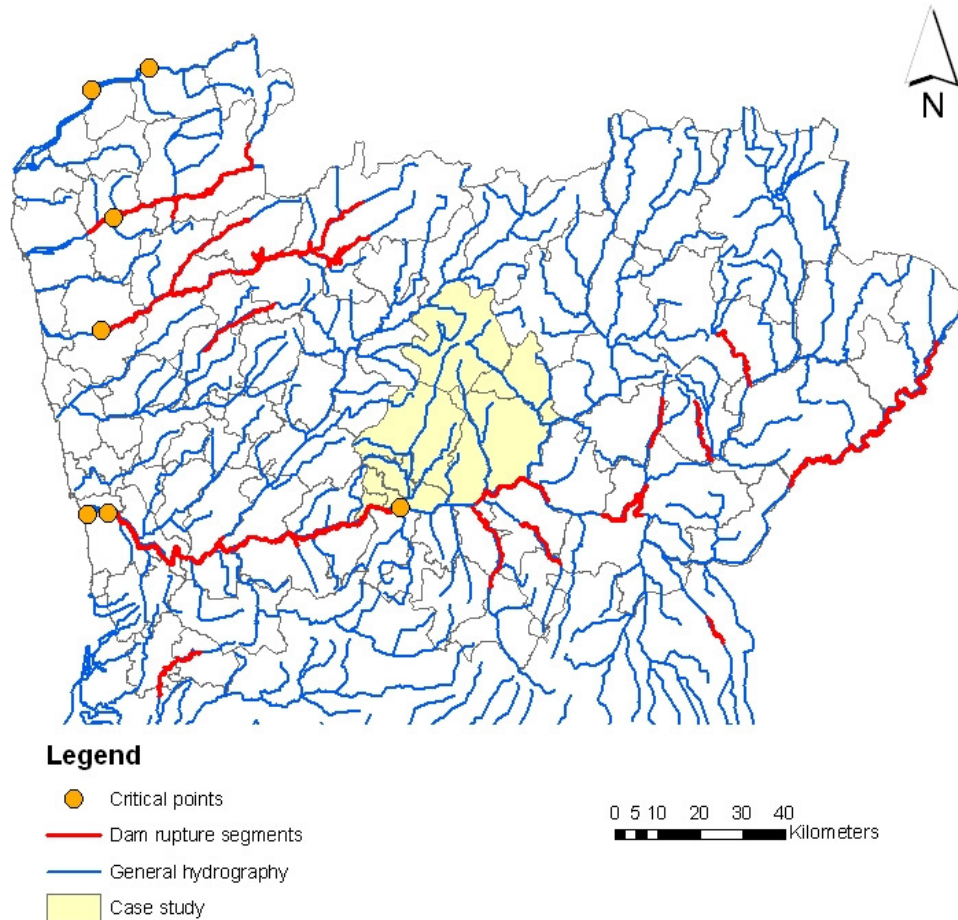 N
Legend
Critical points
Dam rupture segments
General hydrography
Case study
0 5 10 20 30 40
Kilometers